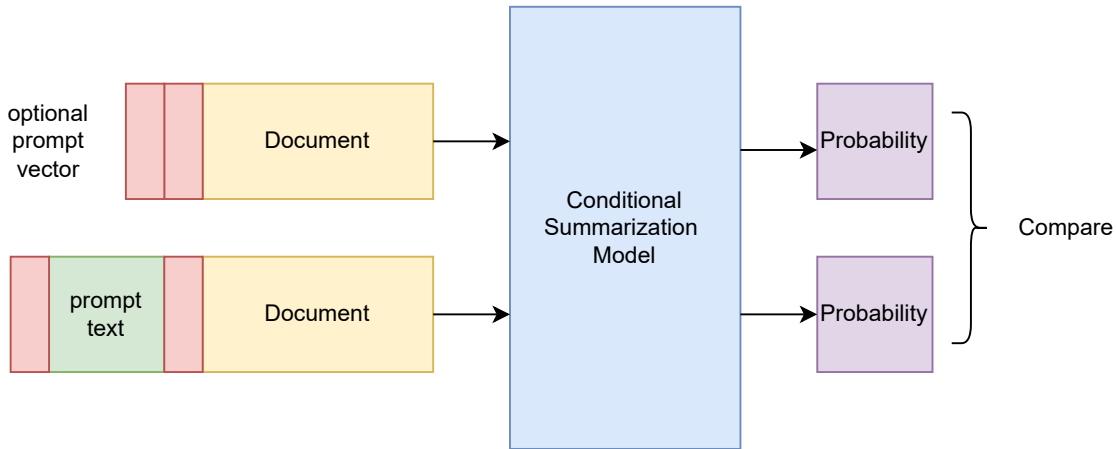 optional
prompt
vector
Document
Probability
Conditional
Summarization
Model
Compare
prompt
text
Document
Probability